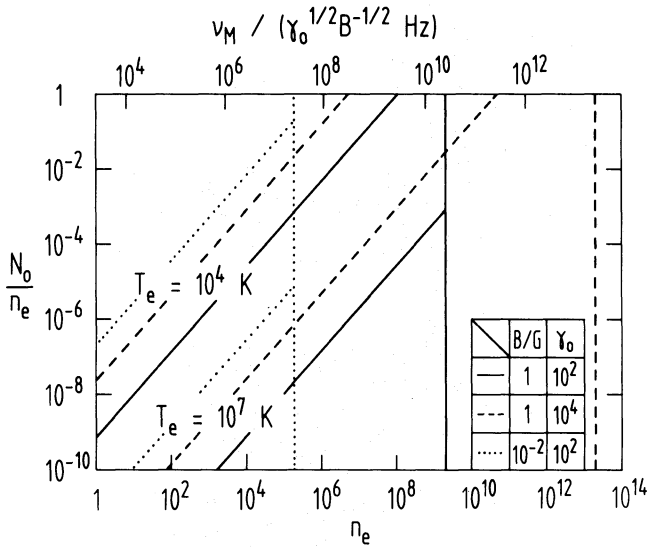 ν_M / (γ_o^{1/2} B^{-1/2} Hz)
10^4 10^6 10^8 10^{10} 10^{12}
1
10^{-2}
10^{-4}
N_o/n_e
10^{-6}
10^{-8}
10^{-10}
T_e = 10^4 K
T_e = 10^7 K
B/G γ_o
1 10^2
1 10^4
10^{-2} 10^2
1 10^2 10^4 10^6 10^8 10^{10} 10^{12} 10^{14}
n_e